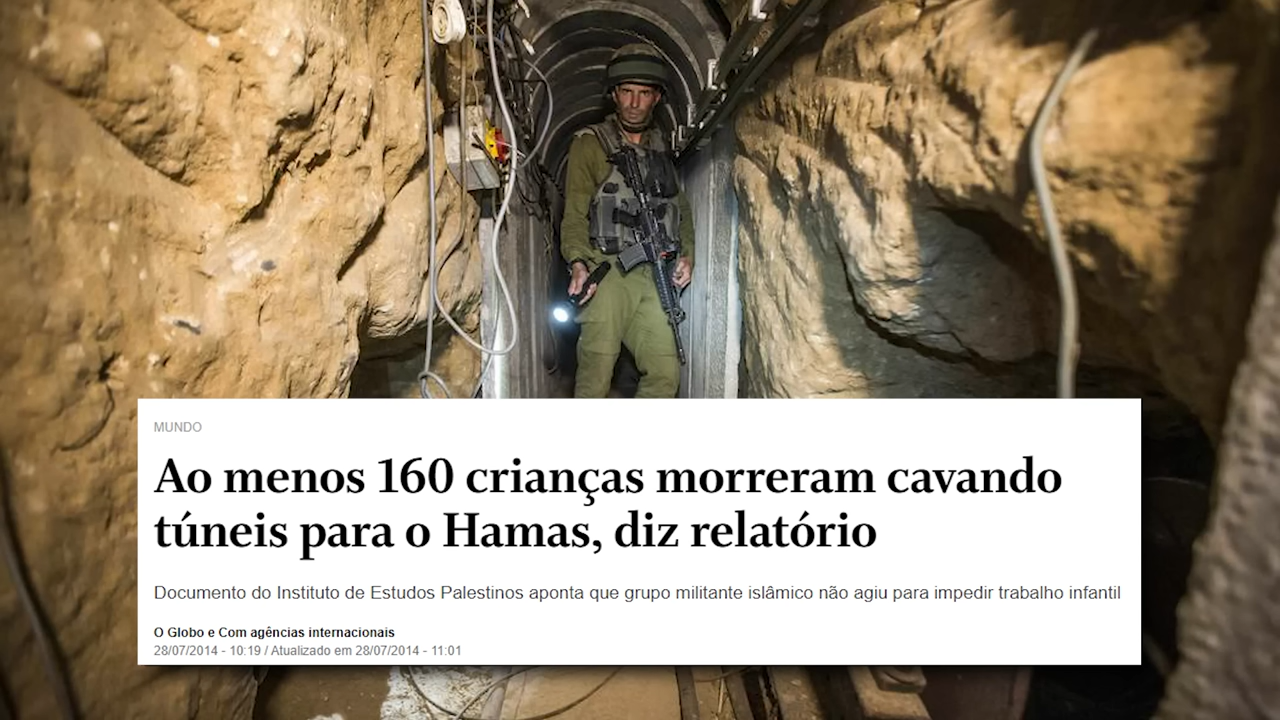 MUNDO
Ao menos 160 crianças morreram cavando
túneis para o Hamas, diz relatório
Documento do Instituto de Estudos Palestinos aponta que grupo militante islâmico não agiu para impedir trabalho infantil
O Globo e Com agências internacionais
28/07/2014 - 10:19 / Atualizado em 28/07/2014 - 11:01